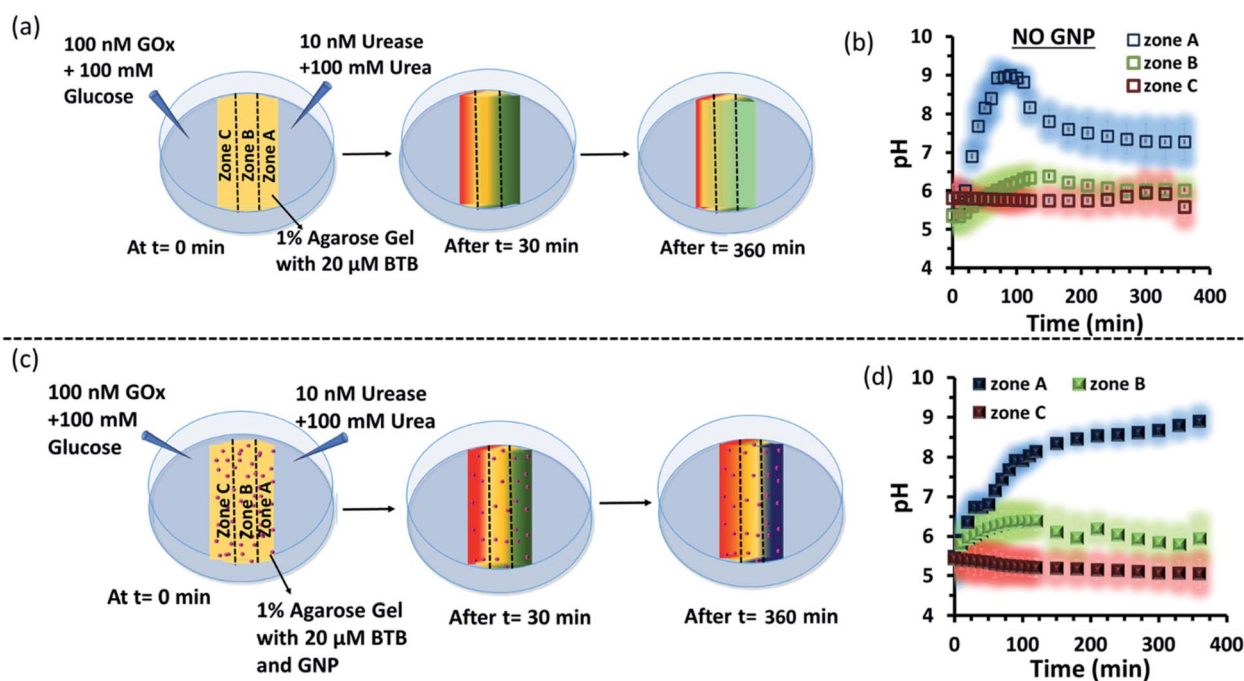 (a)
100 nM GOx
+ 100 mM
Glucose
10 nM Urease
+100 mM Urea
Zone C
Zone B
Zone A
At t= 0 min
1% Agarose Gel
with 20 µM BTB
After t= 30 min
After t= 360 min
(b)
NO GNP
zone A
zone B
zone C
10
9
8
7
6
5
4
pH
0
100
200
300
400
Time (min)
(c)
100 nM GOx
+100 mM
Glucose
10 nM Urease
+100 mM Urea
Zone C
Zone B
Zone A
At t= 0 min
1% Agarose Gel
with 20 µM BTB
and GNP
After t= 30 min
After t= 360 min
(d)
zone A
zone B
zone C
10
9
8
7
6
5
4
pH
0
100
200
300
400
Time (min)